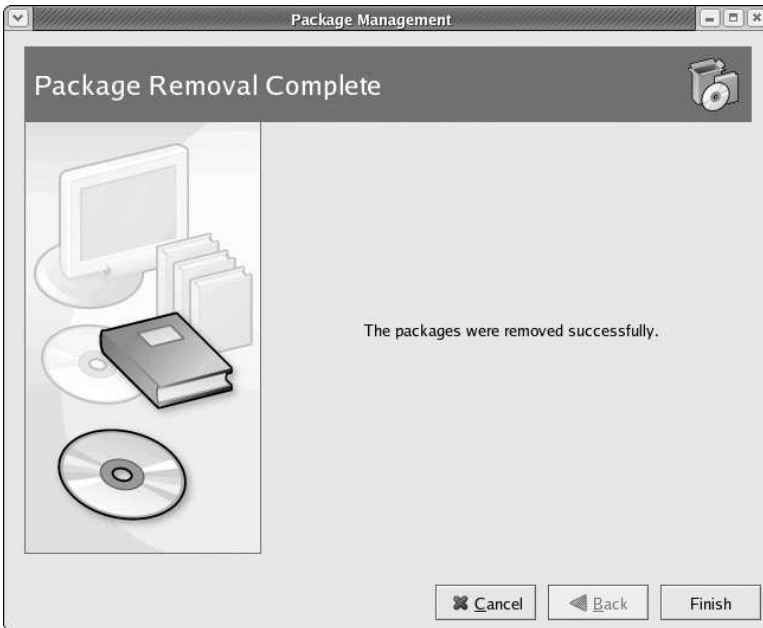 Package Management
Package Removal Complete
The packages were removed successfully.
Cancel
Back
Finish